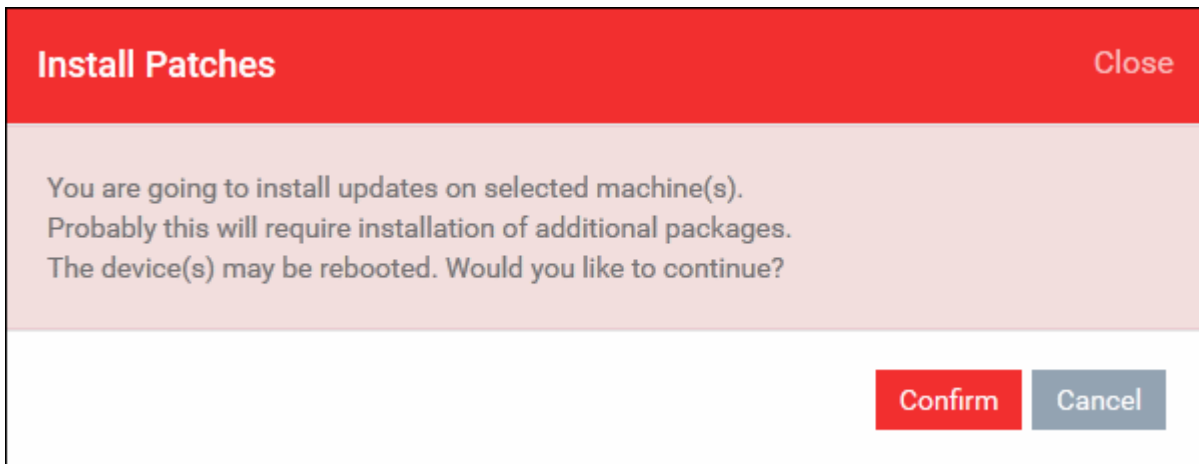 Install Patches
Close
You are going to install updates on selected machine(s).
Probably this will require installation of additional packages.
The device(s) may be rebooted. Would you like to continue?
Confirm
Cancel